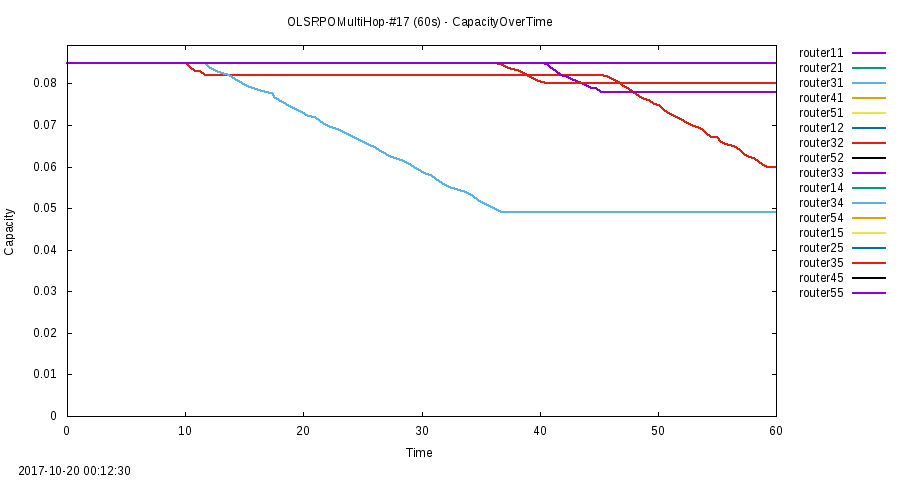 OLSRPOMultiHop-#17 (60s) - CapacityOverTime
router11
router21
router31
router41
router51
router12
router32
router52
router33
router14
router34
router54
router15
router25
router35
router45
router55
0.08
0.07
0.06
0.05
0.04
0.03
0.02
0.01
0
Capacity
0 10 20 30 40 50 60
Time
2017-10-20 00:12:30